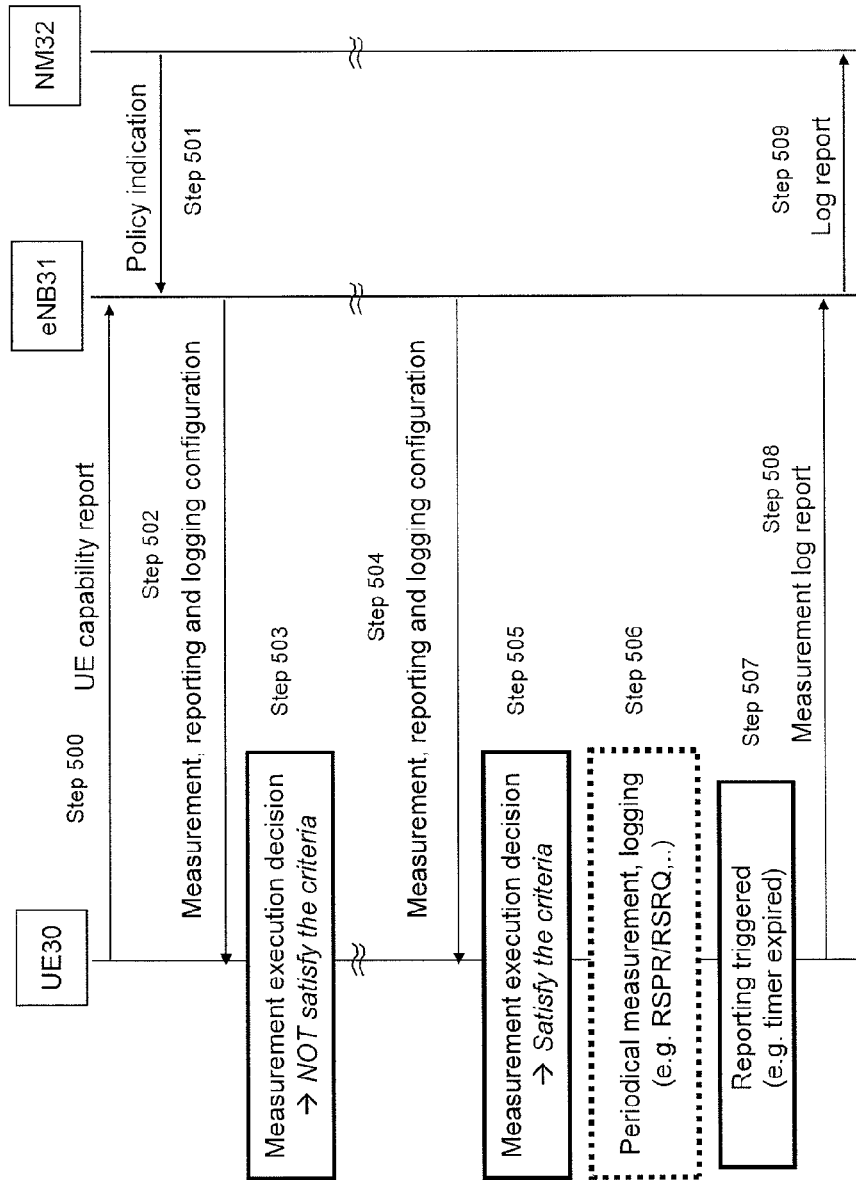 UE30
eNB31
NM32
Step 500
UE capability report
Policy indication
Step 501
Step 502
Measurement, reporting and logging configuration
Measurement execution decision
→ NOT satisfy the criteria
Step 503
Step 504
Measurement, reporting and logging configuration
Measurement execution decision
→ Satisfy the criteria
Step 505
Periodical measurement, logging
(e.g. RSPR/RSRQ,..)
Step 506
Reporting triggered
(e.g. timer expired)
Step 507
Step 508
Measurement log report
Step 509
Log report